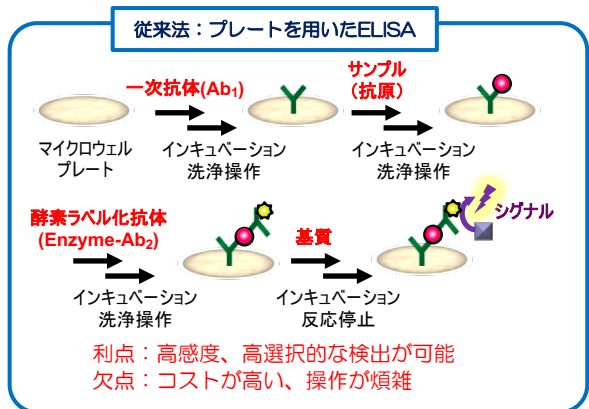 従来法：プレートを用いたELISA
一次抗体(Ab₁)
サンプル
（抗原）
マイクロウェル
プレート
インキュベーション
洗浄操作
インキュベーション
洗浄操作
酵素ラベル化抗体
(Enzyme-Ab₂)
基質
シグナル
インキュベーション
洗浄操作
インキュベーション
反応停止
利点：高感度、高選択的な検出が可能
欠点：コストが高い、操作が煩雑